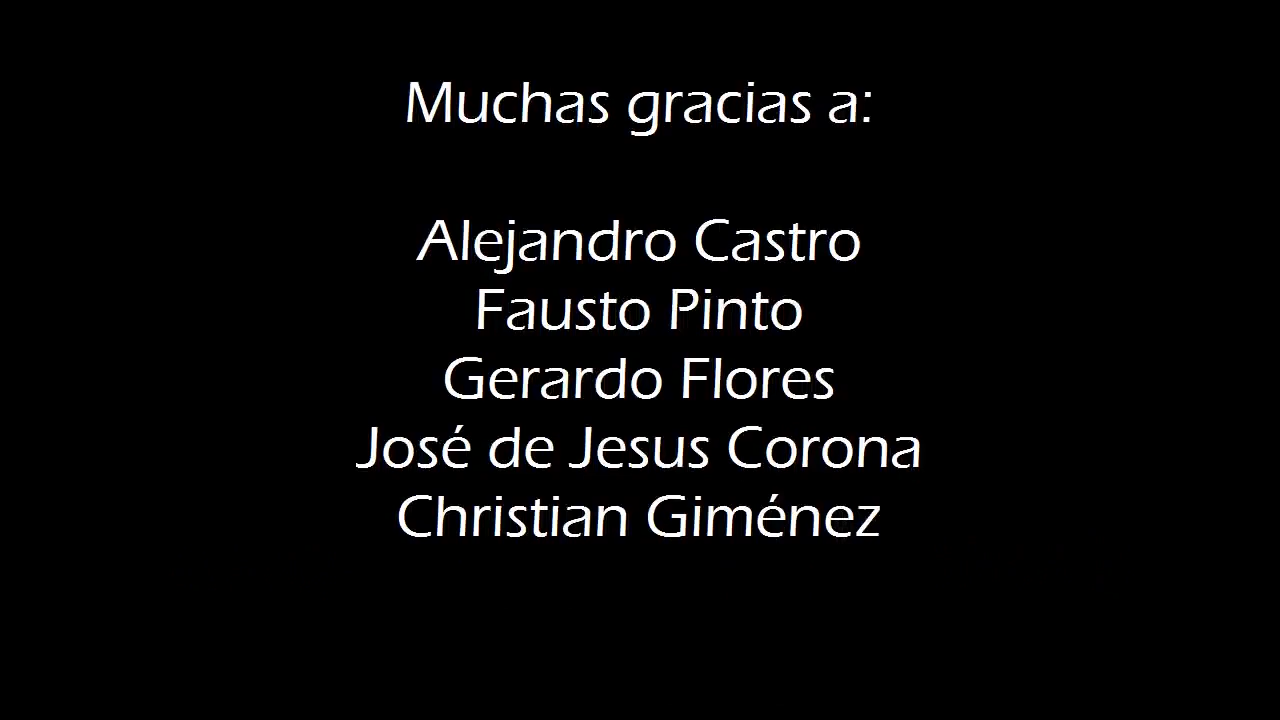 Muchas gracias a:
Alejandro Castro
Fausto Pinto
Gerardo Flores
José de Jesus Corona
Christian Giménez